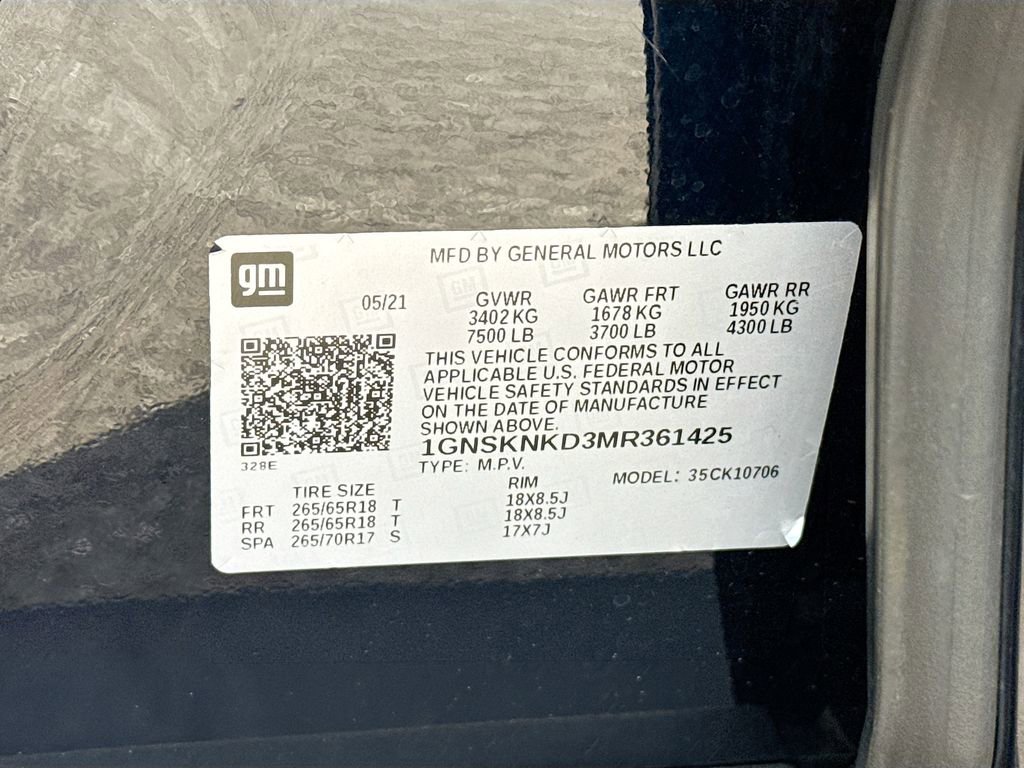 MFD BY GENERAL MOTORS LLC
gm
05/21 GVWR GAWR FRT GAWR RR
3402 KG 1678 KG 1950 KG
7500 LB 3700 LB 4300 LB
THIS VEHICLE CONFORMS TO ALL
APPLICABLE U.S. FEDERAL MOTOR
VEHICLE SAFETY STANDARDS IN EFFECT
ON THE DATE OF MANUFACTURE
SHOWN ABOVE.
1GNSKNKD3MR361425
328E
TYPE: M.P.V. MODEL: 35CK10706
TIRE SIZE RIM
FRT 265/65R18 T 18X8.5J
RR 265/65R18 T 18X8.5J
SPA 265/70R17 S 17X7J